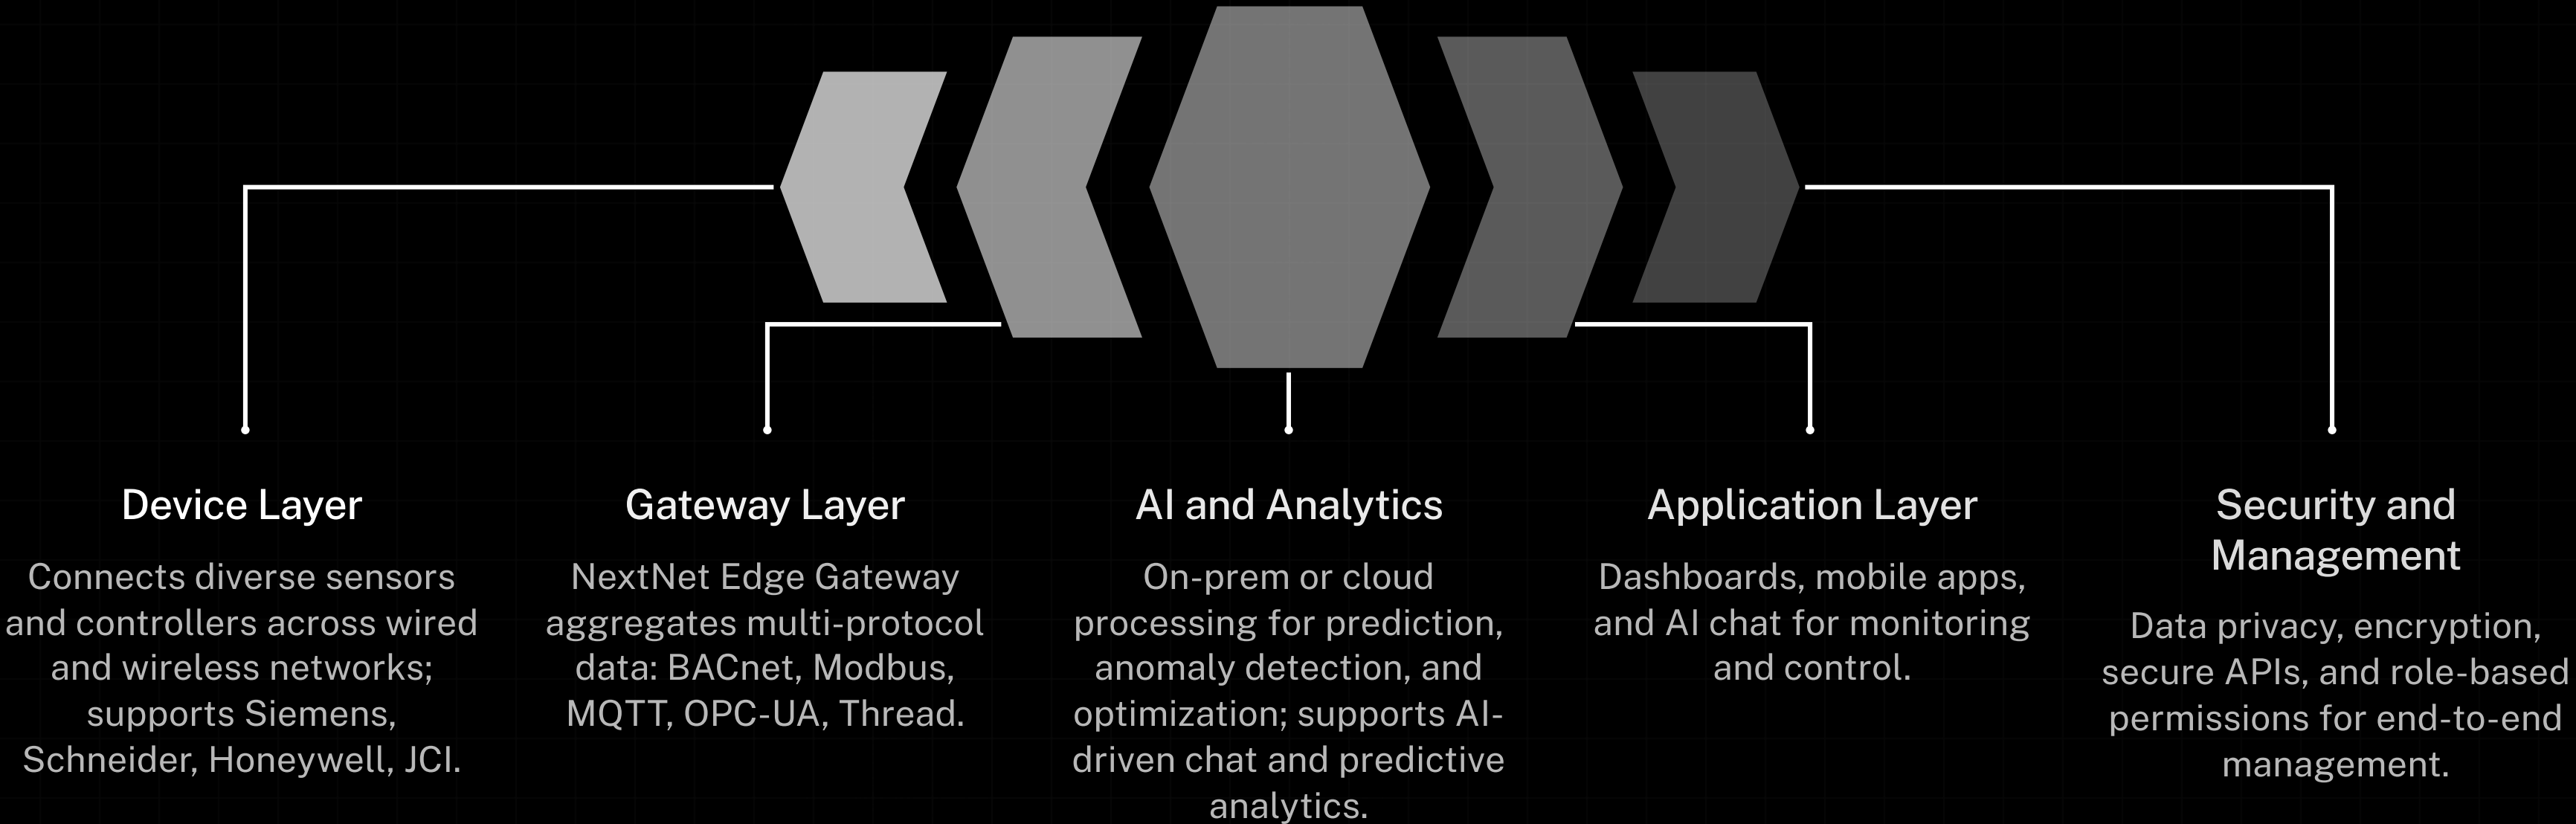 Device Layer
Connects diverse sensors
and controllers across wired
and wireless networks;
supports Siemens,
Schneider, Honeywell, JCI.
Gateway Layer
NextNet Edge Gateway
aggregates multi-protocol
data: BACnet, Modbus,
MQTT, OPC-UA, Thread.
AI and Analytics
On-prem or cloud
processing for prediction,
anomaly detection, and
optimization; supports AI-
driven chat and predictive
analytics.
Application Layer
Dashboards, mobile apps,
and AI chat for monitoring
and control.
Security and
Management
Data privacy, encryption,
secure APIs, and role-based
permissions for end-to-end
management.